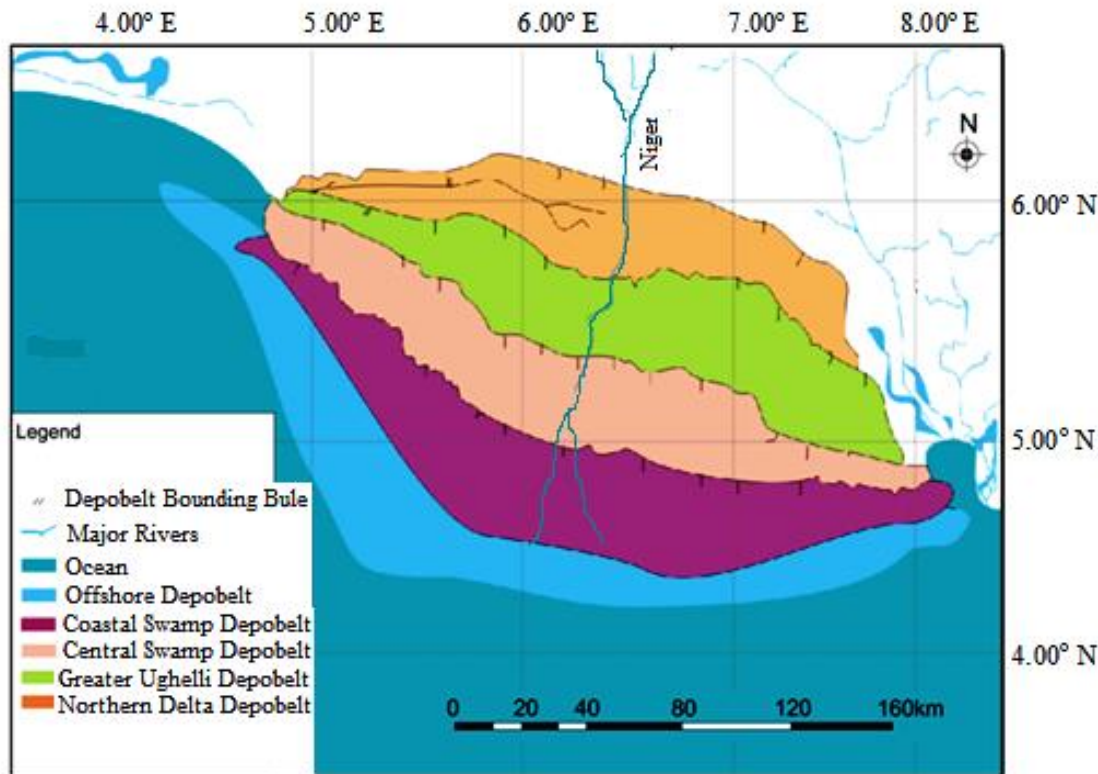 4.00° E 5.00° E 6.00° E 7.00° E 8.00° E
Niger
N
6.00° N
5.00° N
4.00° N
Legend
Depobelt Bounding Bule
Major Rivers
Ocean
Offshore Depobelt
Coastal Swamp Depobelt
Central Swamp Depobelt
Greater Ughelli Depobelt
Northern Delta Depobelt
0 20 40 80 120 160km